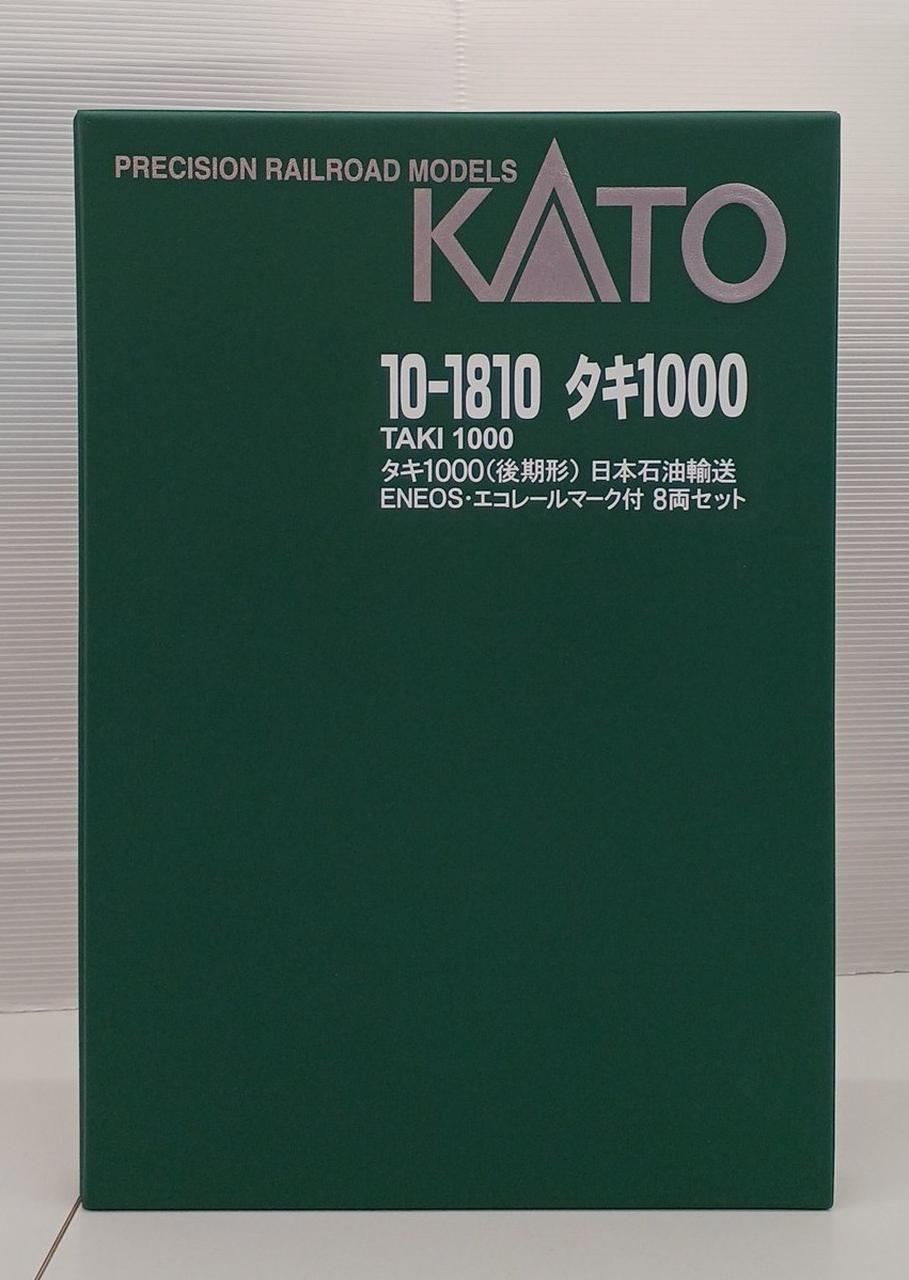 PRECISION RAILROAD MODELS
KATO
10-1810 タキ1000
TAKI 1000
タキ1000(後期形) 日本石油輸送
ENEOS・エコレールマーク付 8両セット